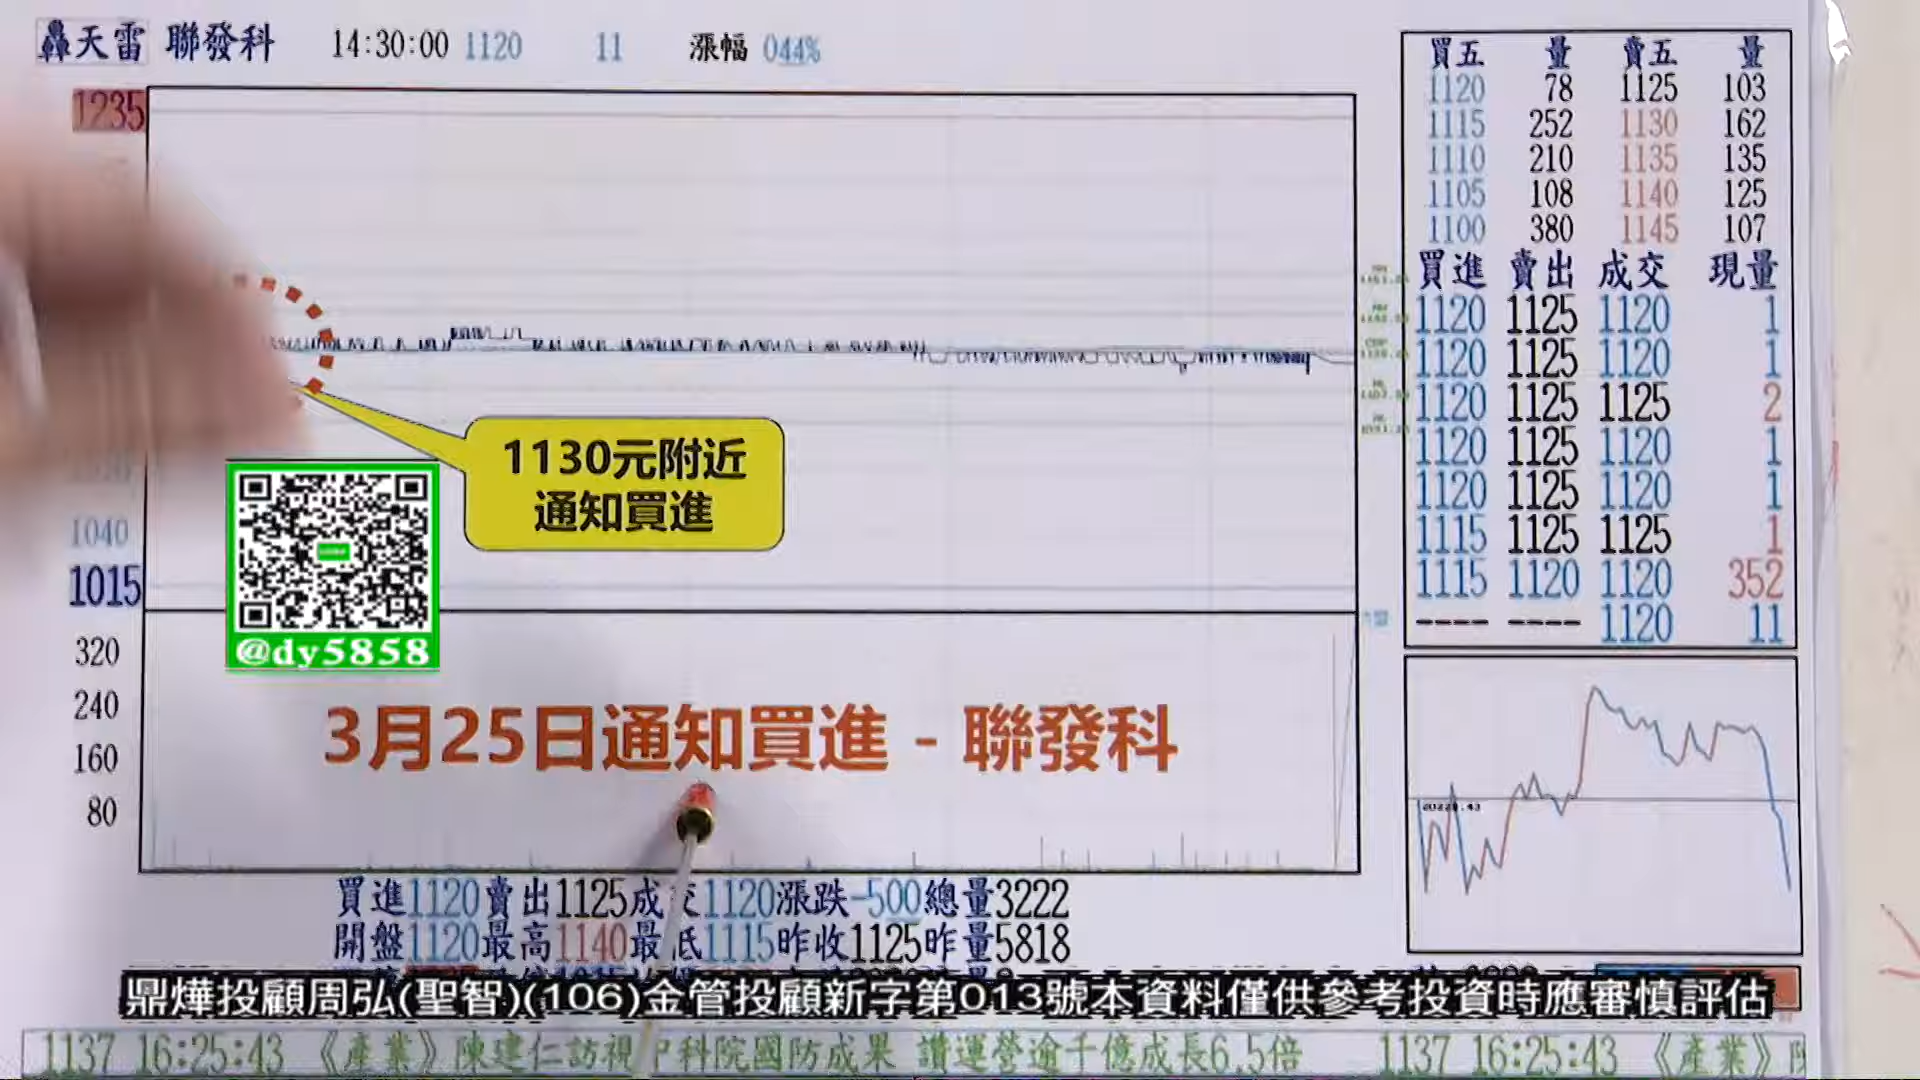 轟天雷 聯發科 14:30:00 1120 11 漲幅 044%
1235
1040
1015
320
240
160
80
1130元附近
通知買進
@dy5858
3月25日通知買進 - 聯發科
買五 量 賣五 量
1120 78 1125 103
1115 252 1130 162
1110 210 1135 135
1105 108 1140 125
1100 380 1145 107
買進 賣出 成交 現量
1120 1125 1120 1
1120 1125 1120 1
1120 1125 1125 2
1120 1125 1120 1
1120 1125 1120 1
1115 1125 1125 1
1115 1120 1120 352
---- ---- 1120 11
買進1120賣出1125成交1120漲跌-500總量3222
開盤1120最高1140最低1115昨收1125昨量5818
鼎燁投顧周弘(聖智)(106)金管投顧新字第013號本資料僅供參考投資時應審慎評估
1137 16:25:43 《產業》陳建仁訪視中科院國防成果 讚運營逾千億成長6.5倍 1137 16:25:43 《產業》